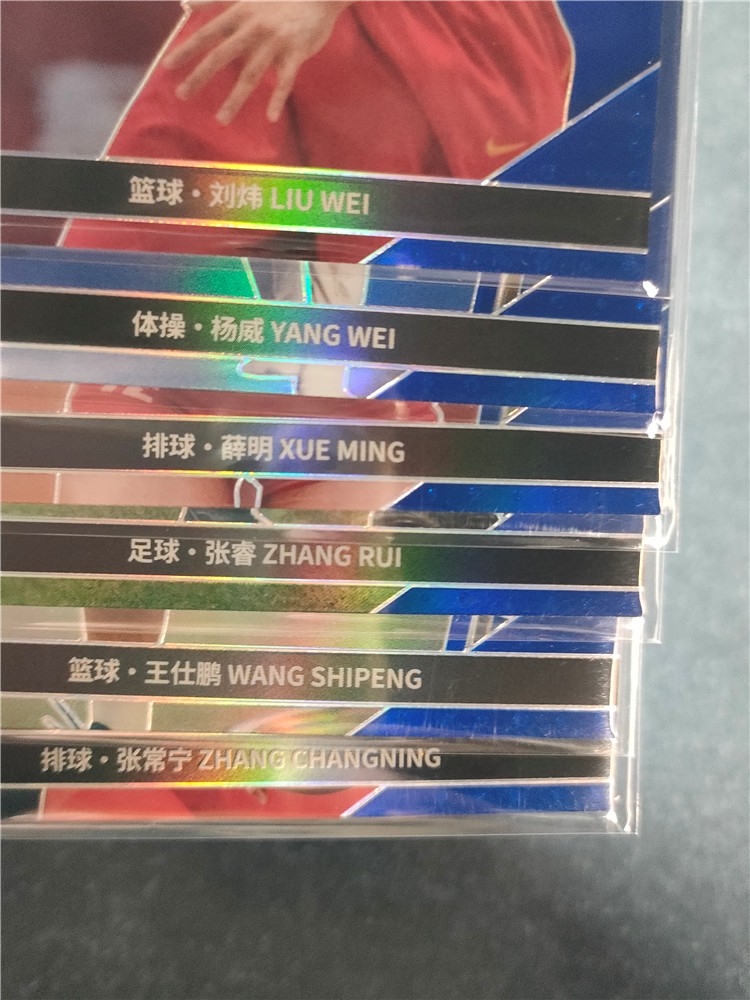 篮球·刘炜 LIU WEI
体操·杨威 YANG WEI
排球·薛明 XUE MING
足球·张睿 ZHANG RUI
篮球·王仕鹏 WANG SHIPENG
排球·张常宁 ZHANG CHANGNING